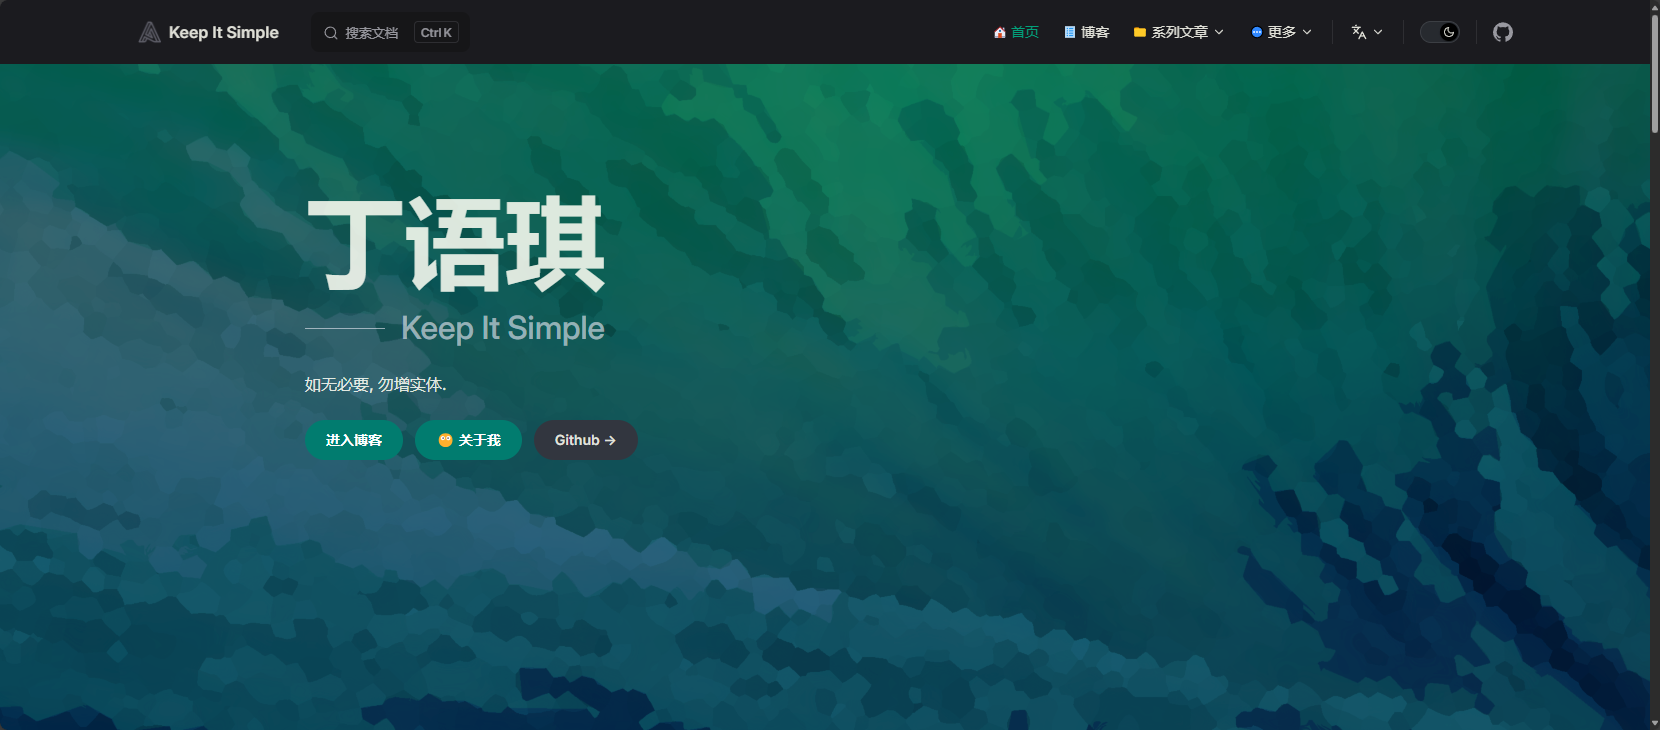 Keep It Simple 搜索文档 Ctrl K 首页 博客 系列文章 更多
丁语琪
Keep It Simple
如无必要, 勿增实体.
进入博客 关于我 Github →